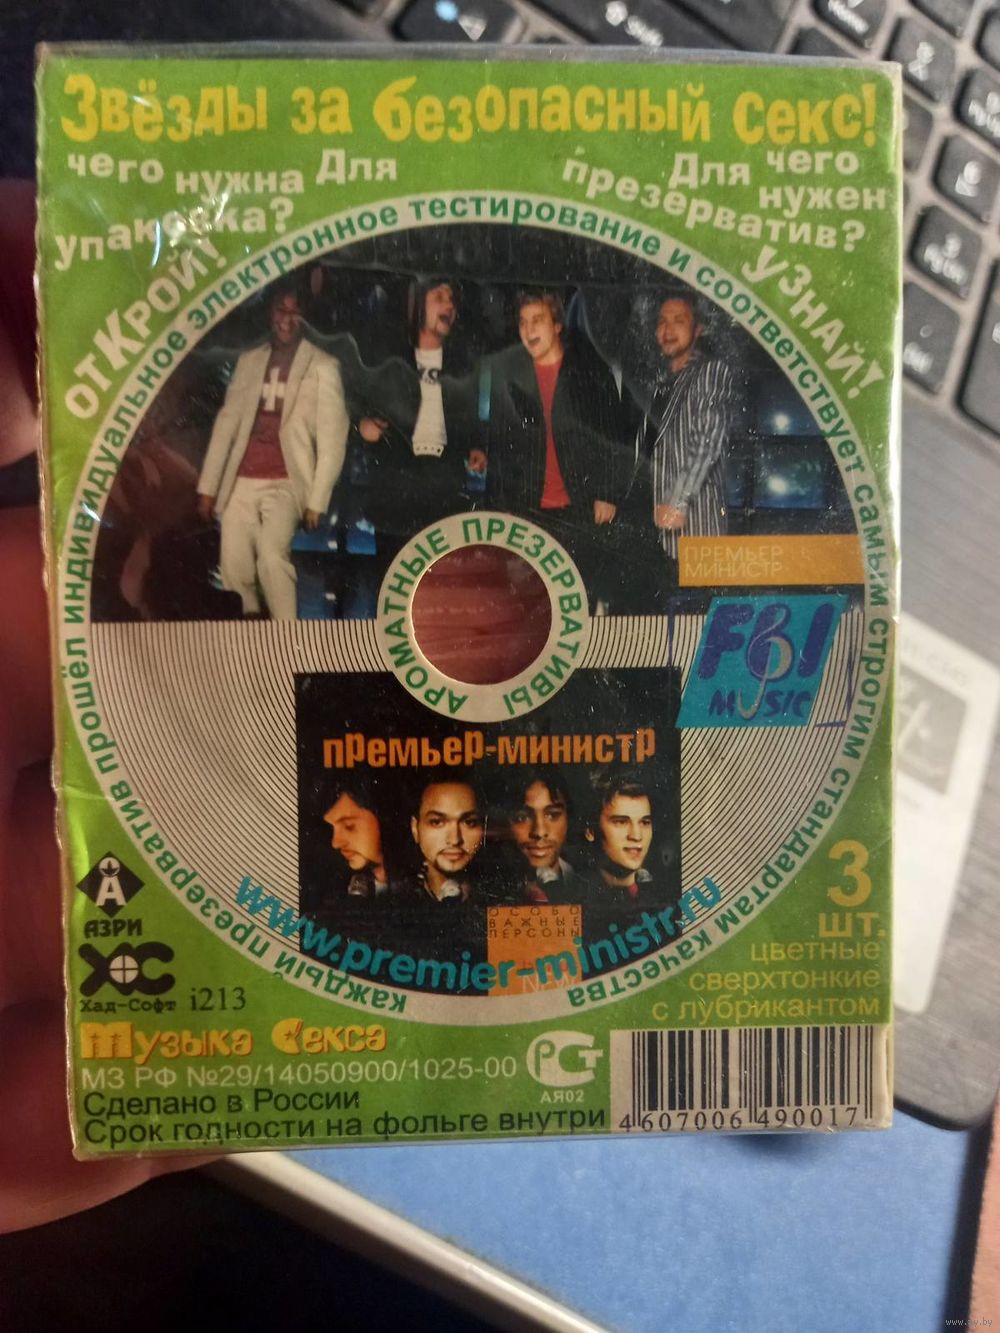 Звёзды за безопасный секс!
чего нужна Для
упаковка?
открой!
Для чего
презерватив? нужен
узнай!
каждый презерватив прошёл индивидуальное электронное тестирование и соответствует самым строгим стандартам качества
АРОМАТНЫЕ ПРЕЗЕРВАТИВЫ
ПРЕМЬЕР
МИНИСТР
FBI
MUSIC
премьер-министр
ОСОБО
ВАЖНЫЕ
ПЕРСОНЫ
NEW
www.premier-ministr.ru
А
АЗРИ
ХС
Хад-Софт i213
3
шт.
цветные
сверхтонкие
с лубрикантом
Музыка Секса
МЗ РФ №29/14050900/1025-00
РСТ
АЯ02
Сделано в России
Срок годности на фольге внутри
4 607006 490017